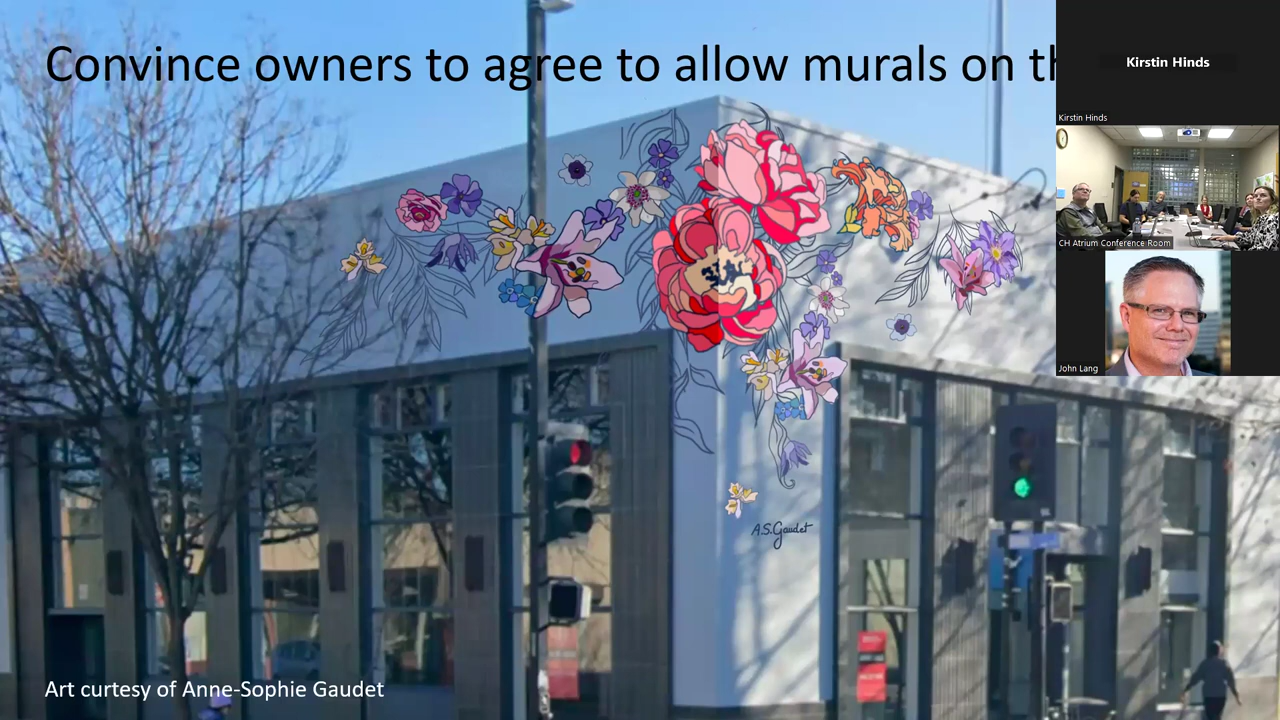 Convince owners to agree to allow murals on th
Kirstin Hinds
Kirstin Hinds
CH Atrium Conference Room
John Lang
A.S.Gaudet
Art curtesy of Anne-Sophie Gaudet